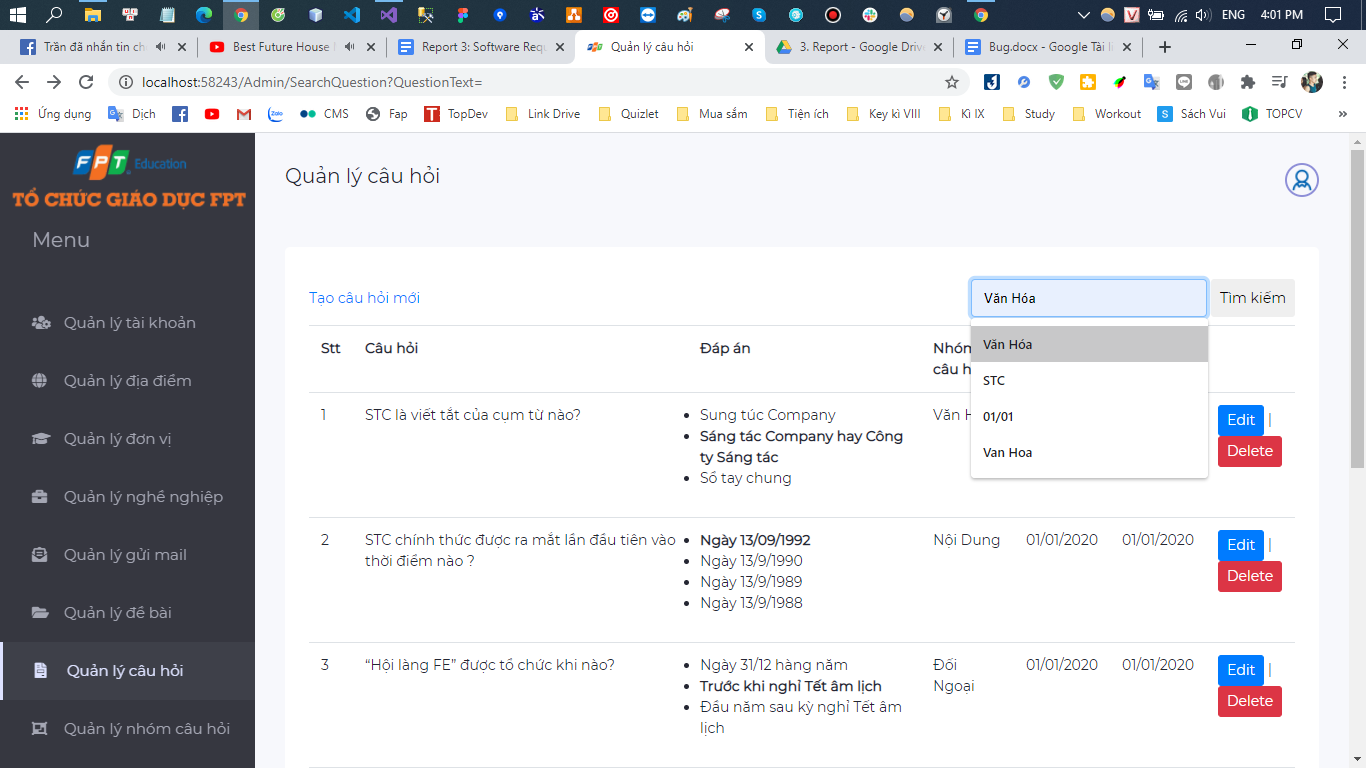 ENG 4:01 PM
Trần đã nhắn tin ch
Best Future House
Report 3: Software Requ
Quản lý câu hỏi
3. Report - Google Drive
Bug.docx - Google Tài li
localhost:58243/Admin/SearchQuestion?QuestionText=
Ứng dụng Dịch Zalo CMS Fap TopDev Link Drive Quizlet Mua sắm Tiện ích Key kì VIII Kì IX Study Workout Sách Vui TOPCV »
FPT Education
TỔ CHỨC GIÁO DỤC FPT
Menu
Quản lý tài khoản
Quản lý địa điểm
Quản lý đơn vị
Quản lý nghề nghiệp
Quản lý gửi mail
Quản lý đề bài
Quản lý câu hỏi
Quản lý nhóm câu hỏi
Quản lý câu hỏi
Tạo câu hỏi mới
Văn Hóa
Tìm kiếm
Văn Hóa
STC
01/01
Van Hoa
Stt Câu hỏi Đáp án Nhóm
câu h
1 STC là viết tắt của cụm từ nào?
Sung túc Company
Sáng tác Company hay Công
ty Sáng tác
Sổ tay chung
Văn H
Edit |
Delete
2 STC chính thức được ra mắt lần đầu tiên vào
thời điểm nào ?
Ngày 13/09/1992
Ngày 13/9/1990
Ngày 13/9/1989
Ngày 13/9/1988
Nội Dung 01/01/2020 01/01/2020
Edit |
Delete
3 “Hội làng FE” được tổ chức khi nào?
Ngày 31/12 hàng năm
Trước khi nghỉ Tết âm lịch
Đầu năm sau kỳ nghỉ Tết âm
lịch
Đối
Ngoại
01/01/2020 01/01/2020
Edit |
Delete